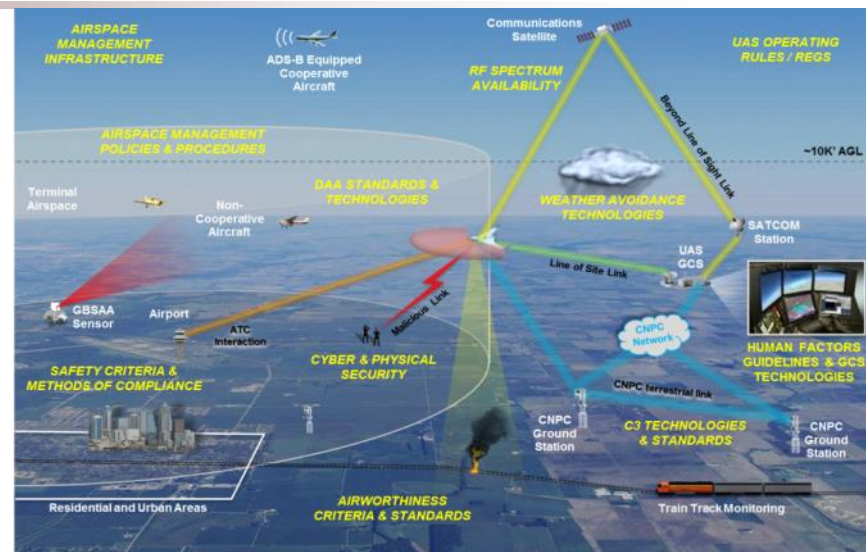 AIRSPACE
MANAGEMENT
INFRASTRUCTURE
ADS-B Equipped
Cooperative
Aircraft
Communications
Satellite
RF SPECTRUM
AVAILABILITY
UAS OPERATING
RULES / REGS
Beyond Line of Sight Link
AIRSPACE MANAGEMENT
POLICIES & PROCEDURES
~10K' AGL
Terminal
Airspace
Non-
Cooperative
Aircraft
DAA STANDARDS &
TECHNOLOGIES
WEATHER AVOIDANCE
TECHNOLOGIES
SATCOM
Station
UAS
GCS
Line of Site Link
GBSAA
Sensor
Airport
ATC
Interaction
Malicious Link
CNPC
Network
HUMAN FACTORS
GUIDELINES & GCS
TECHNOLOGIES
SAFETY CRITERIA &
METHODS OF COMPLIANCE
CYBER & PHYSICAL
SECURITY
CNPC terrestrial link
CNPC
Ground
Station
C3 TECHNOLOGIES
& STANDARDS
CNPC
Ground
Station
Residential and Urban Areas
AIRWORTHINESS
CRITERIA & STANDARDS
Train Track Monitoring